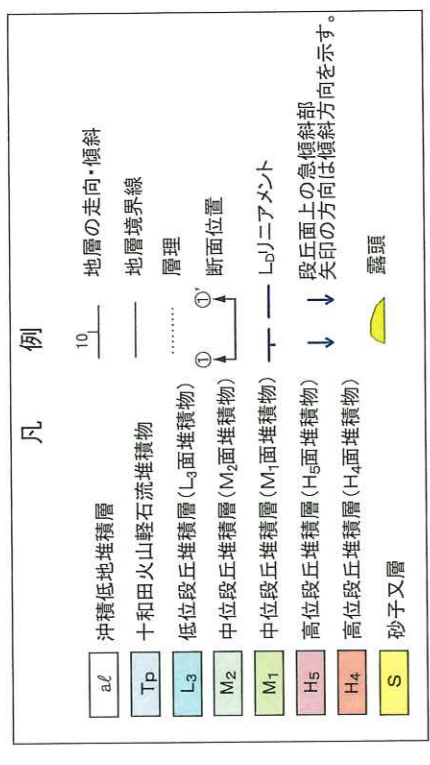 凡 例
aℓ 沖積低地堆積層
Tp 十和田火山軽石流堆積物
L3 低位段丘堆積層(L3面堆積物)
M2 中位段丘堆積層(M2面堆積物)
M1 中位段丘堆積層(M1面堆積物)
H5 高位段丘堆積層(H5面堆積物)
H4 高位段丘堆積層(H4面堆積物)
S 砂子又層
10 地層の走向・傾斜
地層境界線
層理
① ①' 断面位置
LDリニアメント
段丘面上の急傾斜部
矢印の方向は傾斜方向を示す。
露頭